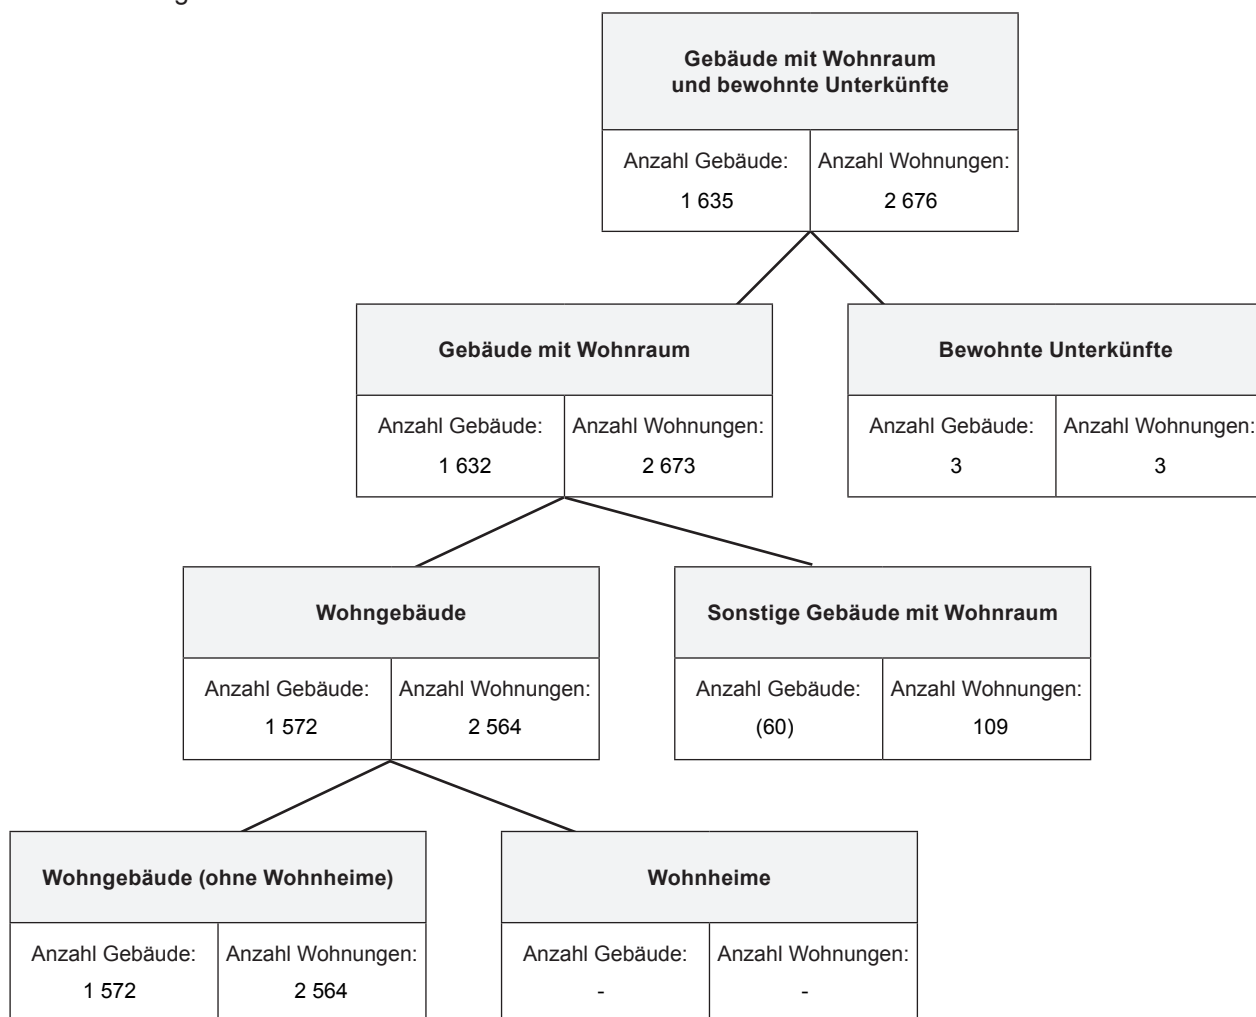 Gebäude mit Wohnraum
und bewohnte Unterkünfte
Anzahl Gebäude:
Anzahl Wohnungen:
1 635
2 676
Gebäude mit Wohnraum
Anzahl Gebäude:
Anzahl Wohnungen:
1 632
2 673
Bewohnte Unterkünfte
Anzahl Gebäude:
Anzahl Wohnungen:
3
3
Wohngebäude
Anzahl Gebäude:
Anzahl Wohnungen:
1 572
2 564
Sonstige Gebäude mit Wohnraum
Anzahl Gebäude:
Anzahl Wohnungen:
(60)
109
Wohngebäude (ohne Wohnheime)
Anzahl Gebäude:
Anzahl Wohnungen:
1 572
2 564
Wohnheime
Anzahl Gebäude:
Anzahl Wohnungen:
-
-